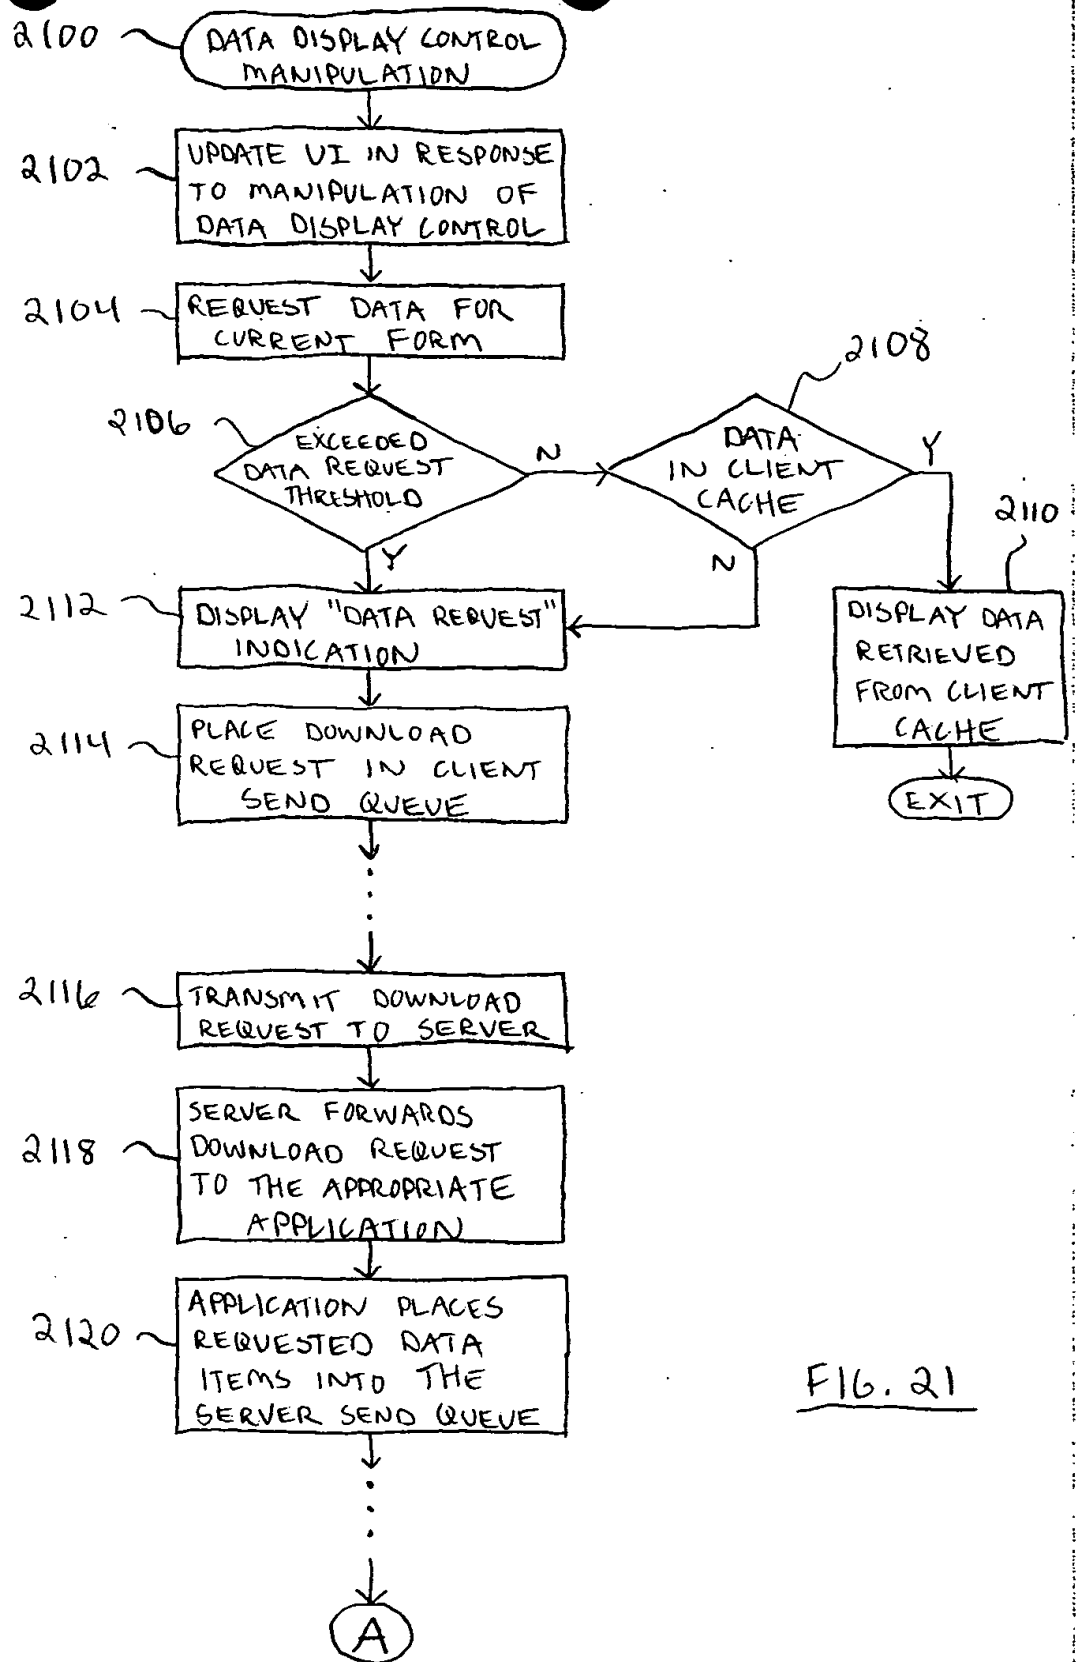 2100
DATA DISPLAY CONTROL
MANIPULATION
2102
UPDATE UI IN RESPONSE
TO MANIPULATION OF
DATA DISPLAY CONTROL
2104
REQUEST DATA FOR
CURRENT FORM
2106
EXCEEDED
DATA REQUEST
THRESHOLD
N
Y
2108
DATA
IN CLIENT
CACHE
Y
N
2110
DISPLAY DATA
RETRIEVED
FROM CLIENT
CACHE
EXIT
2112
DISPLAY "DATA REQUEST"
INDICATION
2114
PLACE DOWNLOAD
REQUEST IN CLIENT
SEND QUEUE
2116
TRANSMIT DOWNLOAD
REQUEST TO SERVER
2118
SERVER FORWARDS
DOWNLOAD REQUEST
TO THE APPROPRIATE
APPLICATION
2120
APPLICATION PLACES
REQUESTED DATA
ITEMS INTO THE
SERVER SEND QUEUE
A
FIG. 21